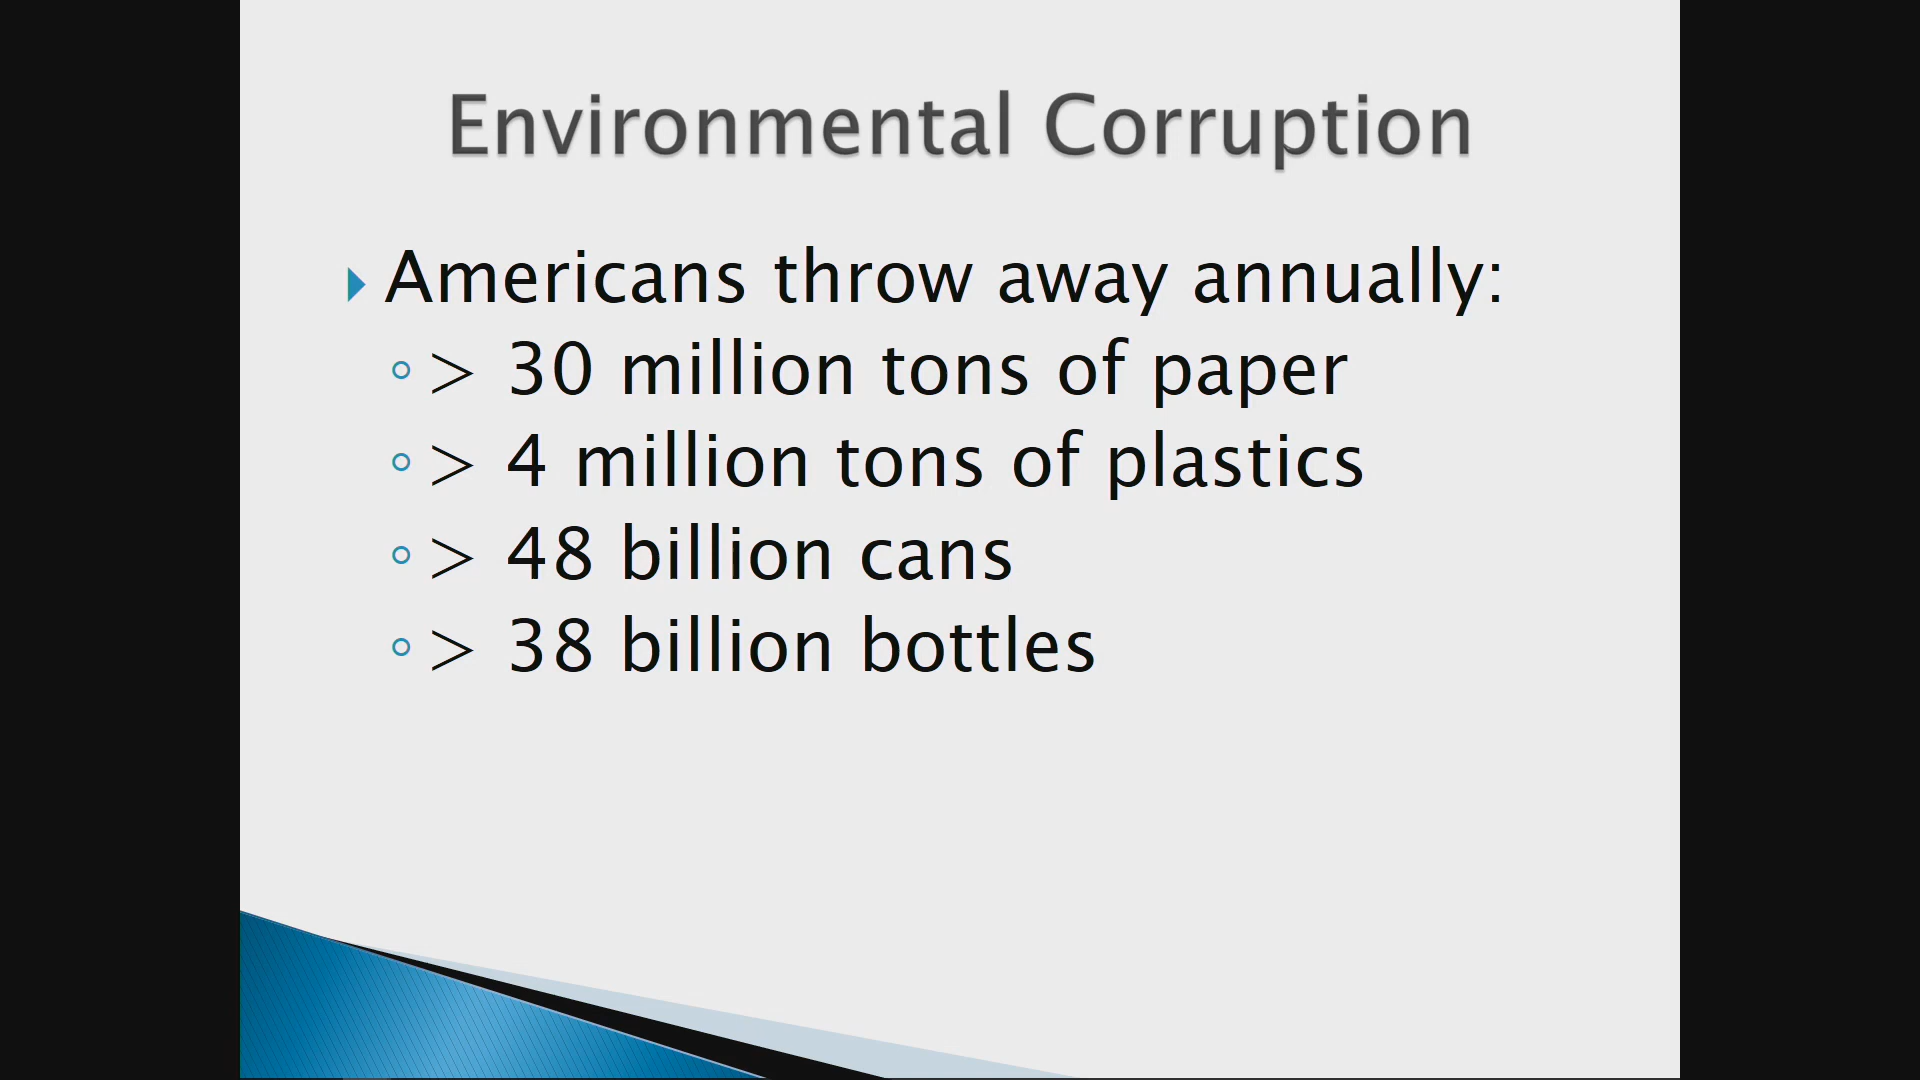 Environmental Corruption
Americans throw away annually:
> 30 million tons of paper
> 4 million tons of plastics
> 48 billion cans
> 38 billion bottles